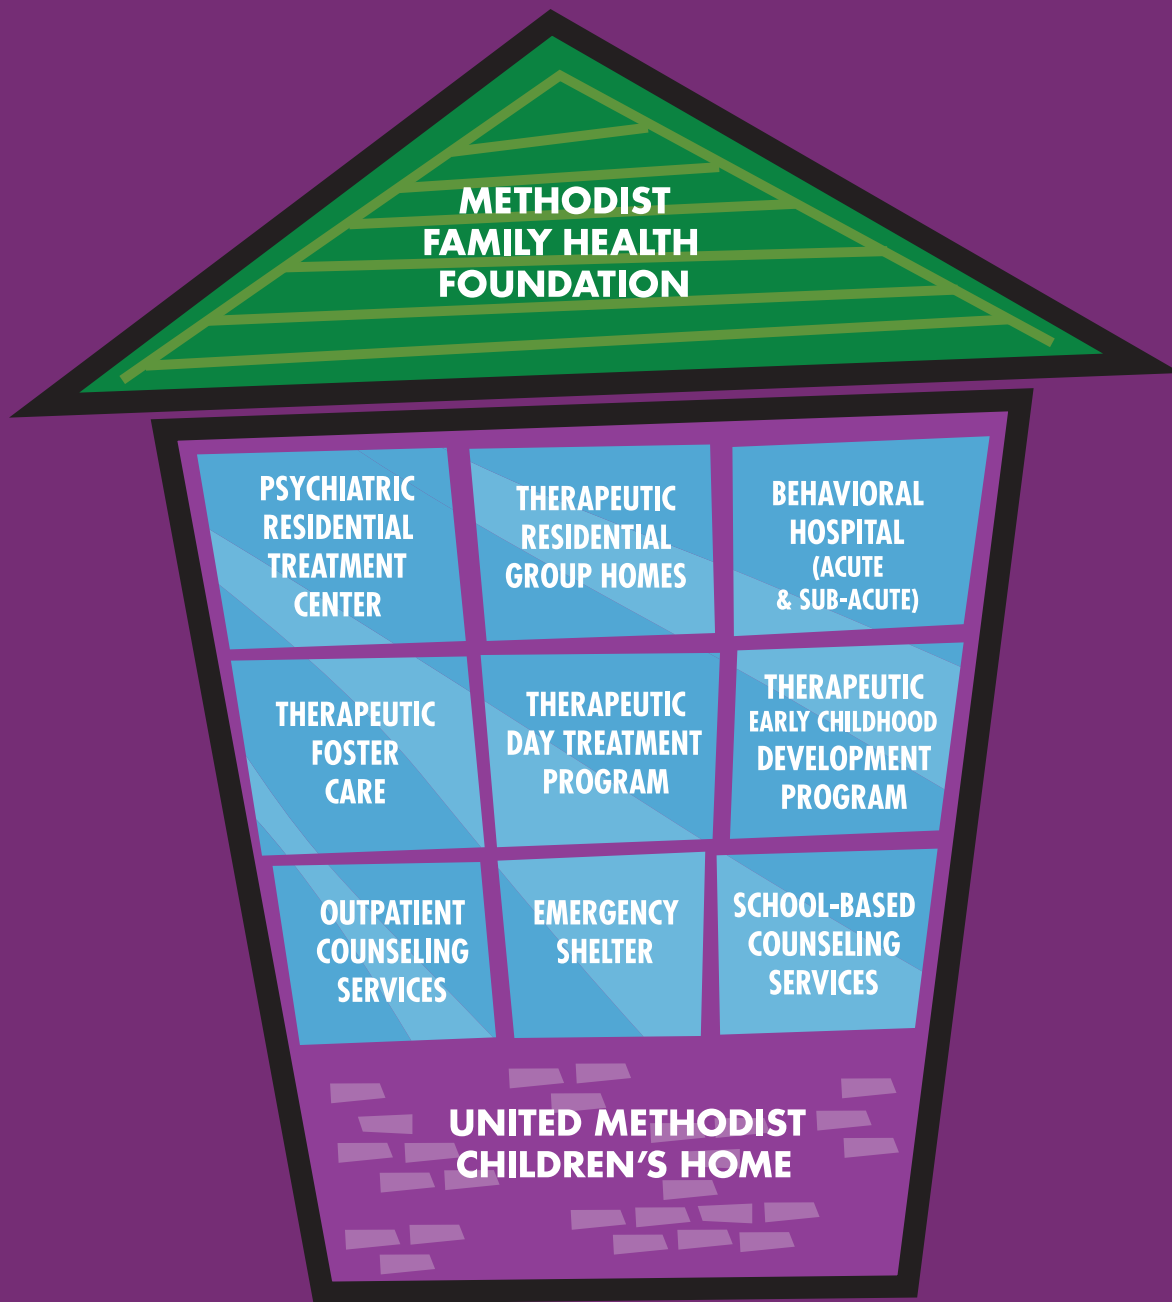 METHODIST
FAMILY HEALTH
FOUNDATION
PSYCHIATRIC
RESIDENTIAL
TREATMENT
CENTER
THERAPEUTIC
RESIDENTIAL
GROUP HOMES
BEHAVIORAL
HOSPITAL
(ACUTE
& SUB-ACUTE)
THERAPEUTIC
FOSTER
CARE
THERAPEUTIC
DAY TREATMENT
PROGRAM
THERAPEUTIC
EARLY CHILDHOOD
DEVELOPMENT
PROGRAM
OUTPATIENT
COUNSELING
SERVICES
EMERGENCY
SHELTER
SCHOOL-BASED
COUNSELING
SERVICES
UNITED METHODIST
CHILDREN'S HOME